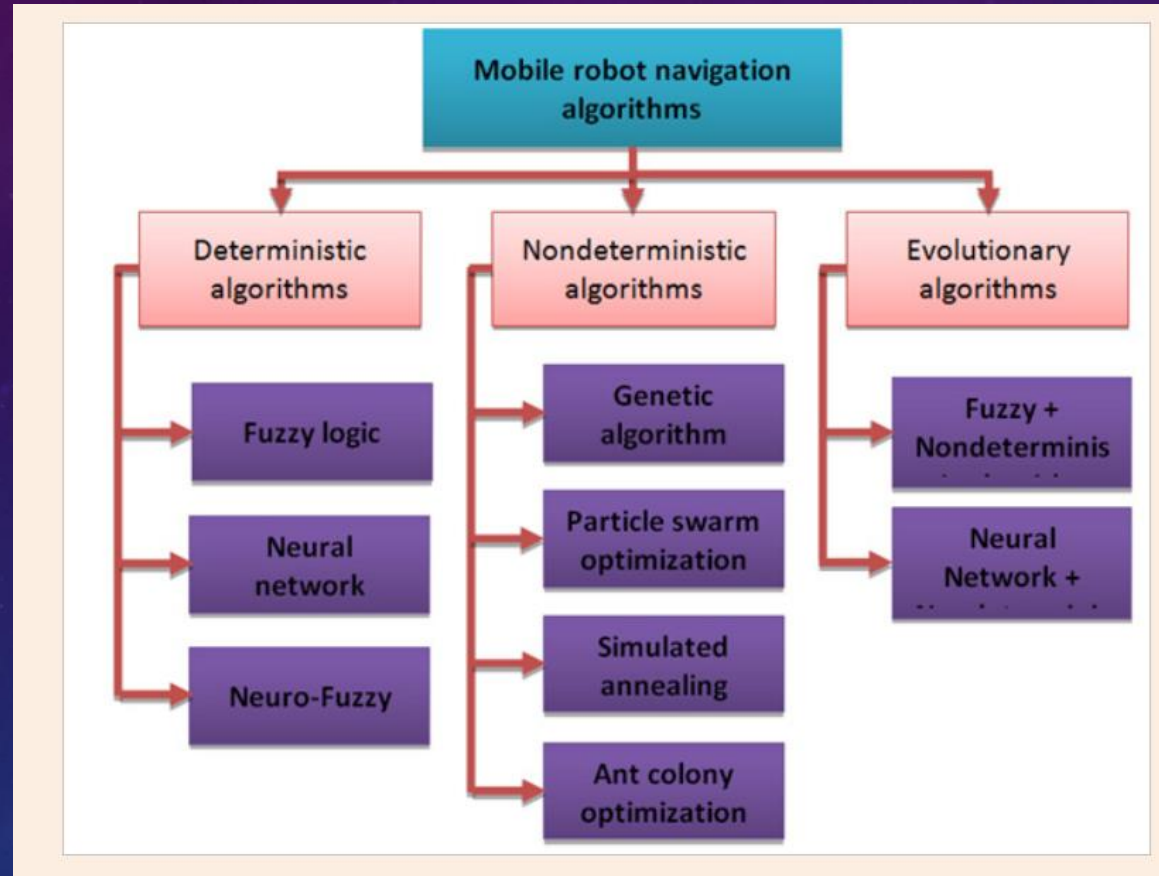 Mobile robot navigation
algorithms
Deterministic
algorithms
Fuzzy logic
Neural
network
Neuro-Fuzzy
Nondeterministic
algorithms
Genetic
algorithm
Particle swarm
optimization
Simulated
annealing
Ant colony
optimization
Evolutionary
algorithms
Fuzzy +
Nondeterminis
Neural
Network +